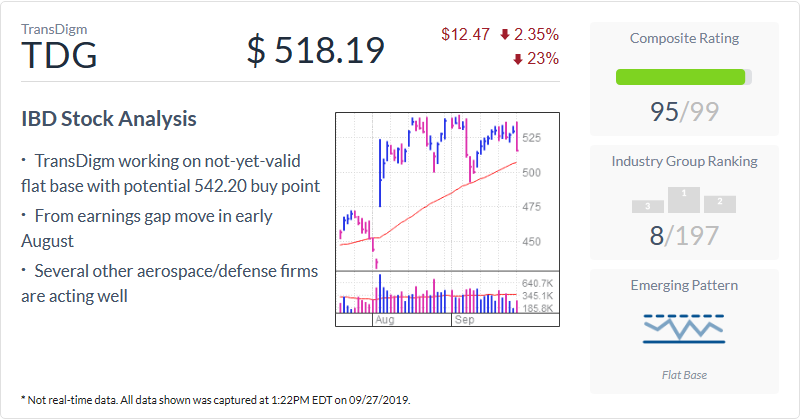 TransDigm
TDG
$ 518.19
$12.47 2.35%
23%
IBD Stock Analysis
· TransDigm working on not-yet-valid
flat base with potential 542.20 buy point
· From earnings gap move in early
August
· Several other aerospace/defense firms
are acting well
525
500
475
450
640.7K
345.1K
185.8K
Aug
Sep
Composite Rating
95/99
Industry Group Ranking
3
1
2
8/197
Emerging Pattern
Flat Base
* Not real-time data. All data shown was captured at 1:22PM EDT on 09/27/2019.